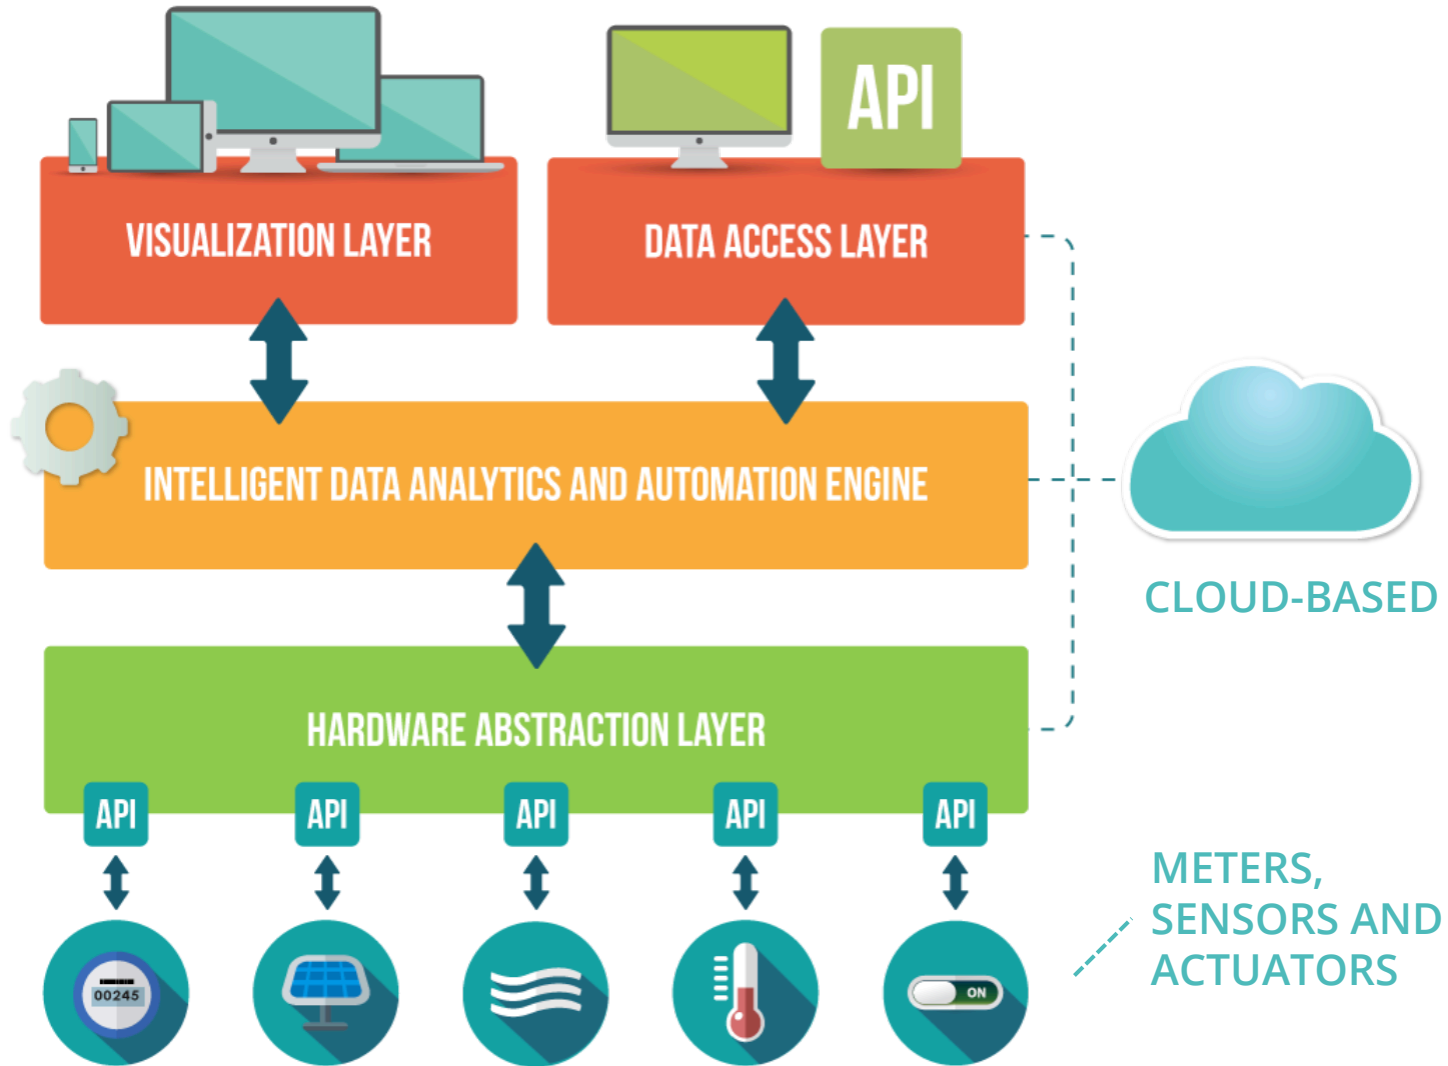 API
VISUALIZATION LAYER
DATA ACCESS LAYER
INTELLIGENT DATA ANALYTICS AND AUTOMATION ENGINE
CLOUD-BASED
HARDWARE ABSTRACTION LAYER
API
API
API
API
API
METERS,
SENSORS AND
ACTUATORS
00245
ON